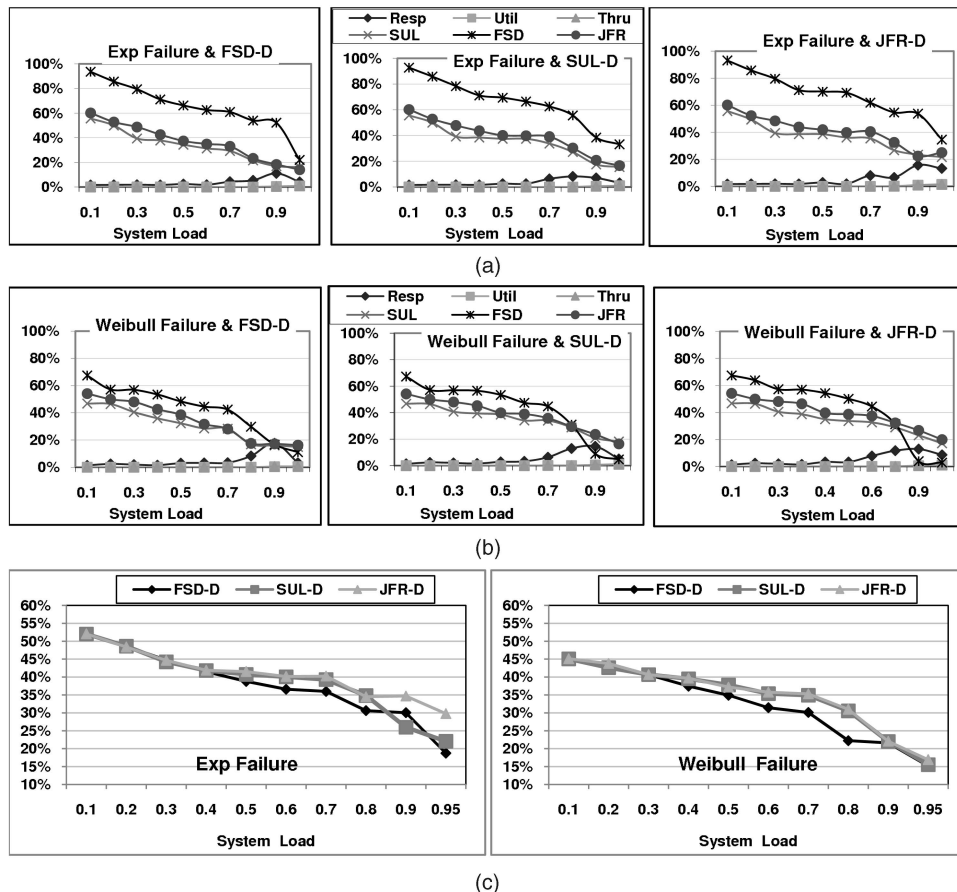 Resp Util Thru
SUL FSD JFR
Exp Failure & FSD-D
100%
80%
60%
40%
20%
0%
0.1 0.3 0.5 0.7 0.9
System Load
Exp Failure & SUL-D
100%
80%
60%
40%
20%
0%
0.1 0.3 0.5 0.7 0.9
System Load
Exp Failure & JFR-D
100%
80%
60%
40%
20%
0%
0.1 0.3 0.5 0.7 0.9
System Load
(a)
Resp Util Thru
SUL FSD JFR
Weibull Failure & FSD-D
100%
80%
60%
40%
20%
0%
0.1 0.3 0.5 0.7 0.9
System Load
Weibull Failure & SUL-D
100%
80%
60%
40%
20%
0%
0.1 0.3 0.5 0.7 0.9
System Load
Weibull Failure & JFR-D
100%
80%
60%
40%
20%
0%
0.1 0.3 0.4 0.6 0.9
System Load
(b)
FSD-D SUL-D JFR-D
60%
55%
50%
45%
40%
35%
30%
25%
20%
15%
10%
Exp Failure
0.1 0.2 0.3 0.4 0.5 0.6 0.7 0.8 0.9 0.95
System Load
FSD-D SUL-D JFR-D
60%
55%
50%
45%
40%
35%
30%
25%
20%
15%
10%
Weibull Failure
0.1 0.2 0.3 0.4 0.5 0.6 0.7 0.8 0.9 0.95
System Load
(c)